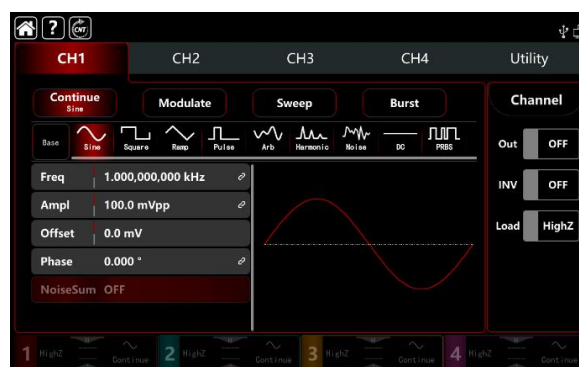 ? CNT
CH1 CH2 CH3 CH4 Utility
Continue Sine Modulate Sweep Burst Channel
Base Sine Square Ramp Pulse Arb Harmonic Noise DC PRBS
Out OFF
Freq 1.000,000,000 kHz
INV OFF
Ampl 100.0 mVpp
Load HighZ
Offset 0.0 mV
Phase 0.000 °
NoiseSum OFF
1 HighZ Continue 2 HighZ Continue 3 HighZ Continue 4 HighZ Continue